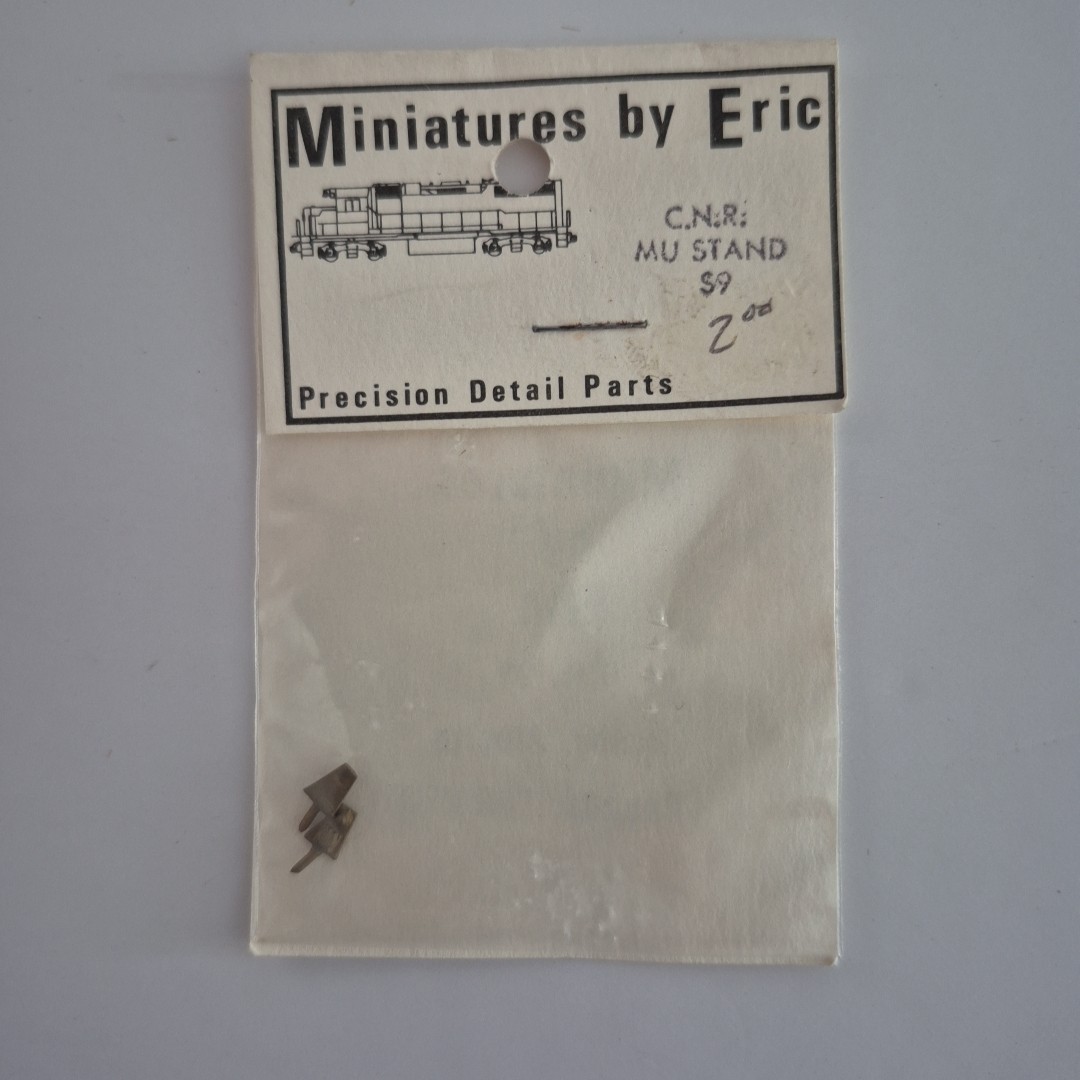 Miniatures by Eric
C.N.R.
MU STAND
S9
2.00
Precision Detail Parts